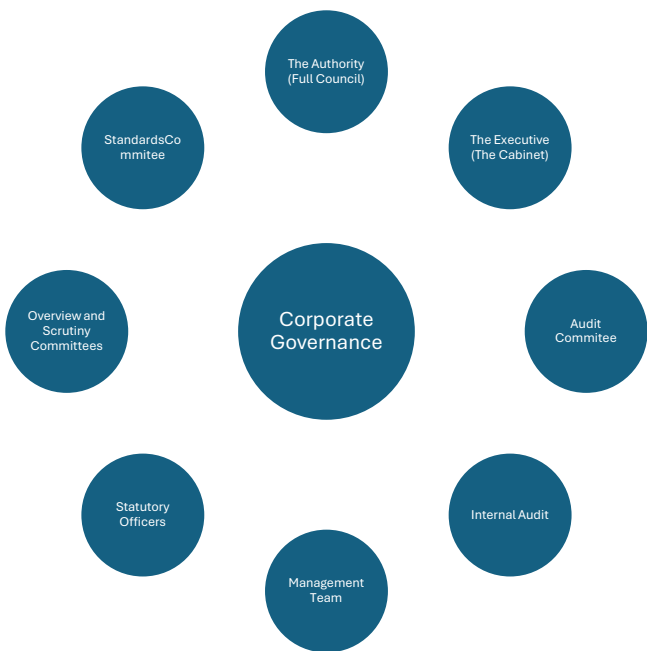 The Authority
(Full Council)
The Executive
(The Cabinet)
Audit
Commitee
Internal Audit
Management
Team
Statutory
Officers
Overview and
Scrutiny
Committees
StandardsCo
mmitee
Corporate
Governance